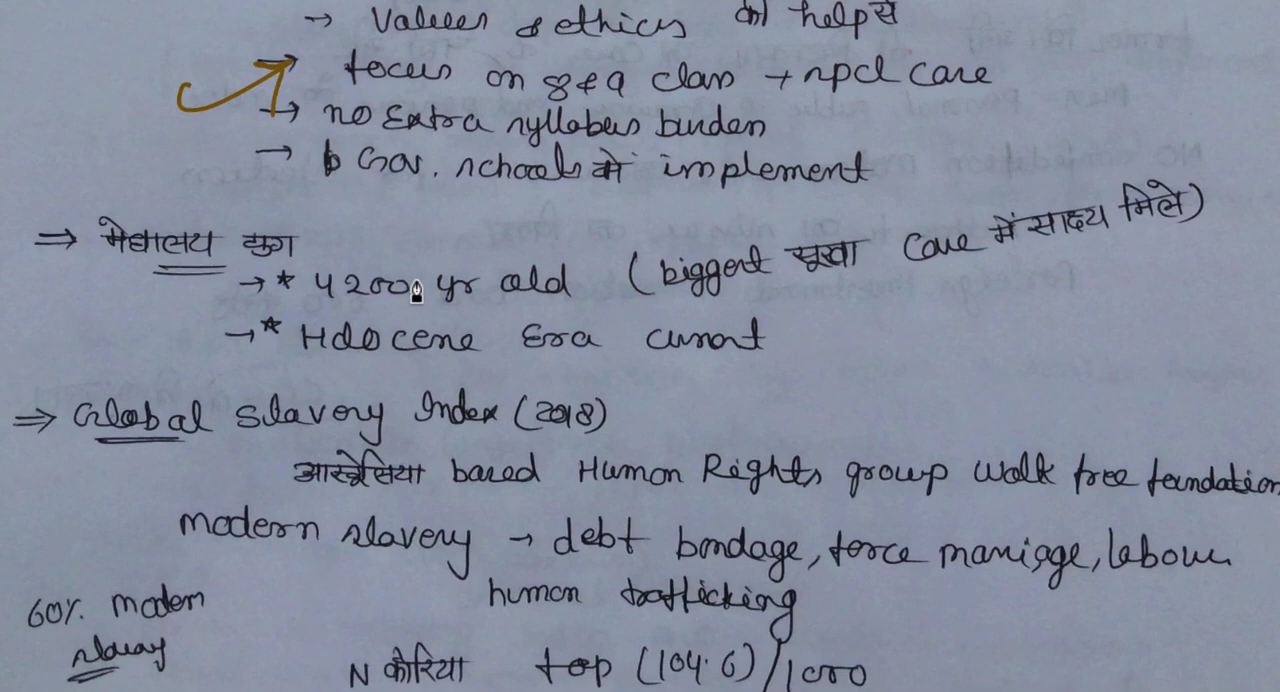 → Values & ethics की help से
→ focus on 8 & 9 class + spcl care
→ no Extra syllabus burden
→ Gov. schools में implement
⇒ मेघालय युग
→ * 4200 yr old (biggest सूखा cave में साक्ष्य मिले)
→ * Holocene Era current
⇒ Global Slavery Index (2018)
आस्ट्रेलिया based Human Rights group walk free foundation
modern slavery → debt bondage, force marriage, labour
human trafficking
60% modern
slavery
N कोरिया top (104.6)/1000